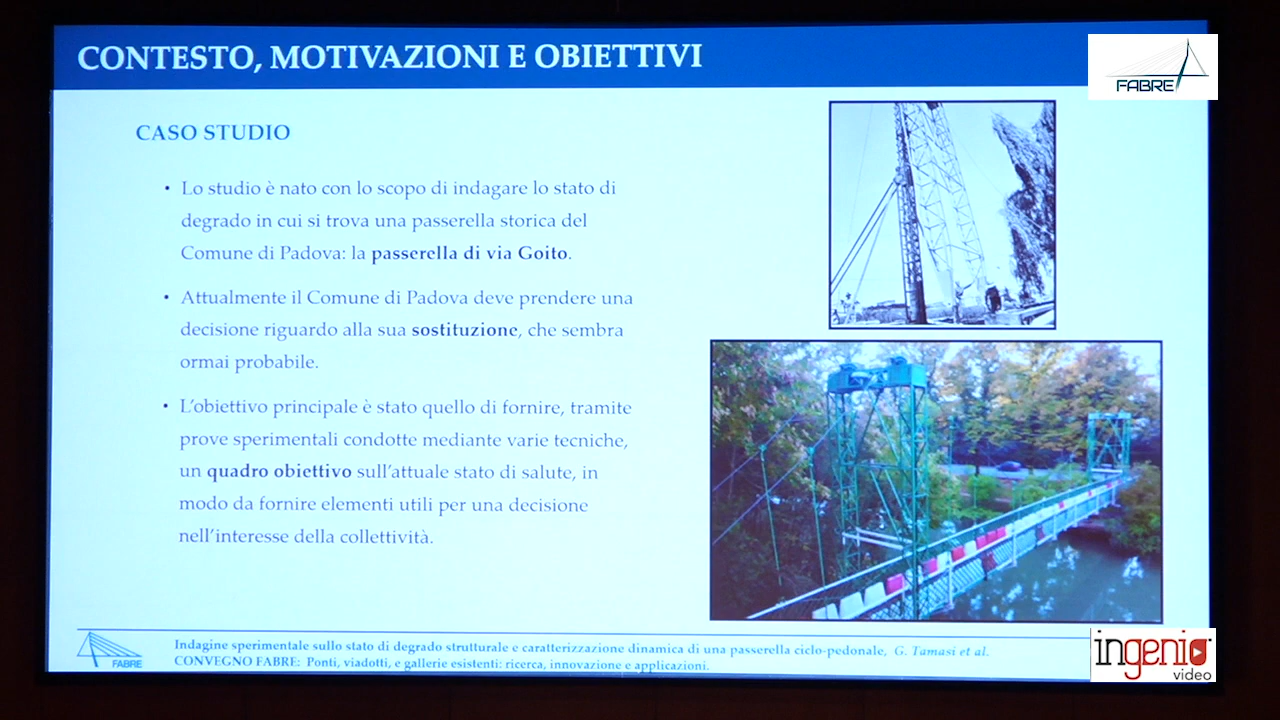 CONTESTO, MOTIVAZIONI E OBIETTIVI
FABRE
CASO STUDIO
• Lo studio è nato con lo scopo di indagare lo stato di
degrado in cui si trova una passerella storica del
Comune di Padova: la passerella di via Goito.
• Attualmente il Comune di Padova deve prendere una
decisione riguardo alla sua sostituzione, che sembra
ormai probabile.
• L'obiettivo principale è stato quello di fornire, tramite
prove sperimentali condotte mediante varie tecniche,
un quadro obiettivo sull'attuale stato di salute, in
modo da fornire elementi utili per una decisione
nell'interesse della collettività.
FABRE
Indagine sperimentale sullo stato di degrado strutturale e caratterizzazione dinamica di una passerella ciclo-pedonale, G. Tamasi et al.
CONVEGNO FABRE: Ponti, viadotti, e gallerie esistenti: ricerca, innovazione e applicazioni.
ingenio
video